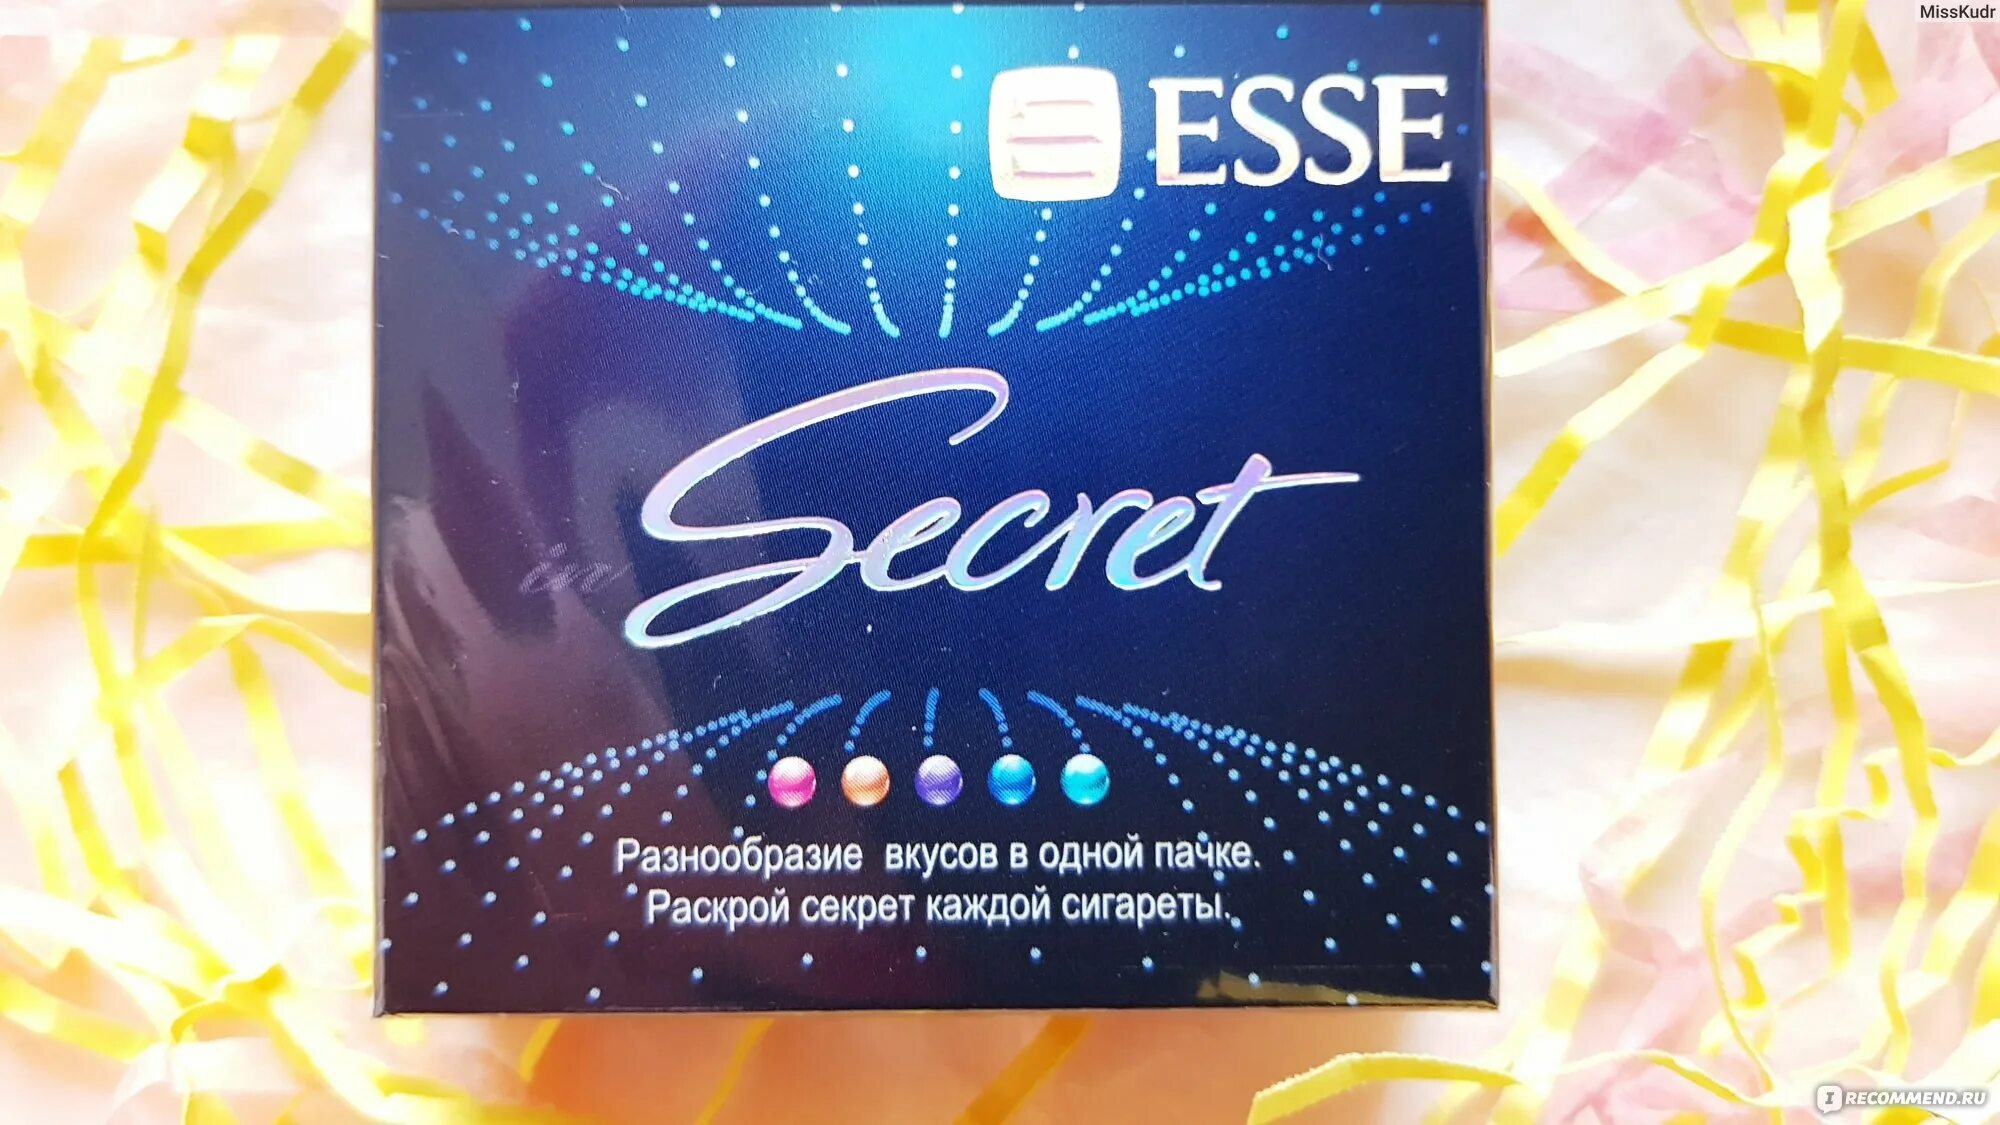 MissKudr
ESSE
Secret
Разнообразие вкусов в одной пачке.
Раскрой секрет каждой сигареты.
I RECOMMEND.RU